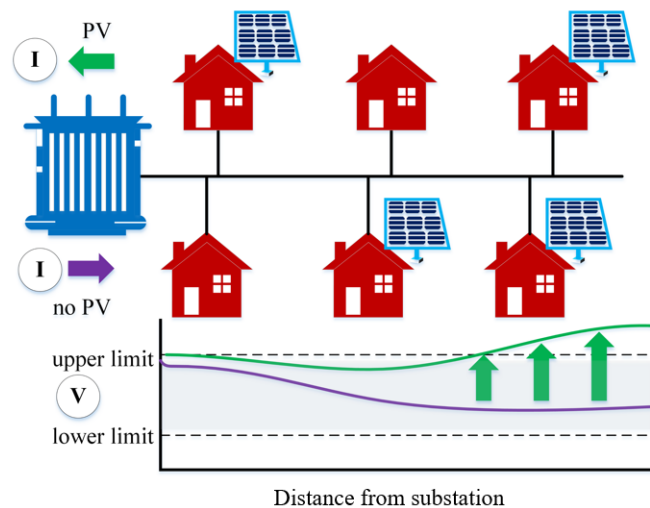 PV
I
I
no PV
upper limit
V
lower limit
Distance from substation